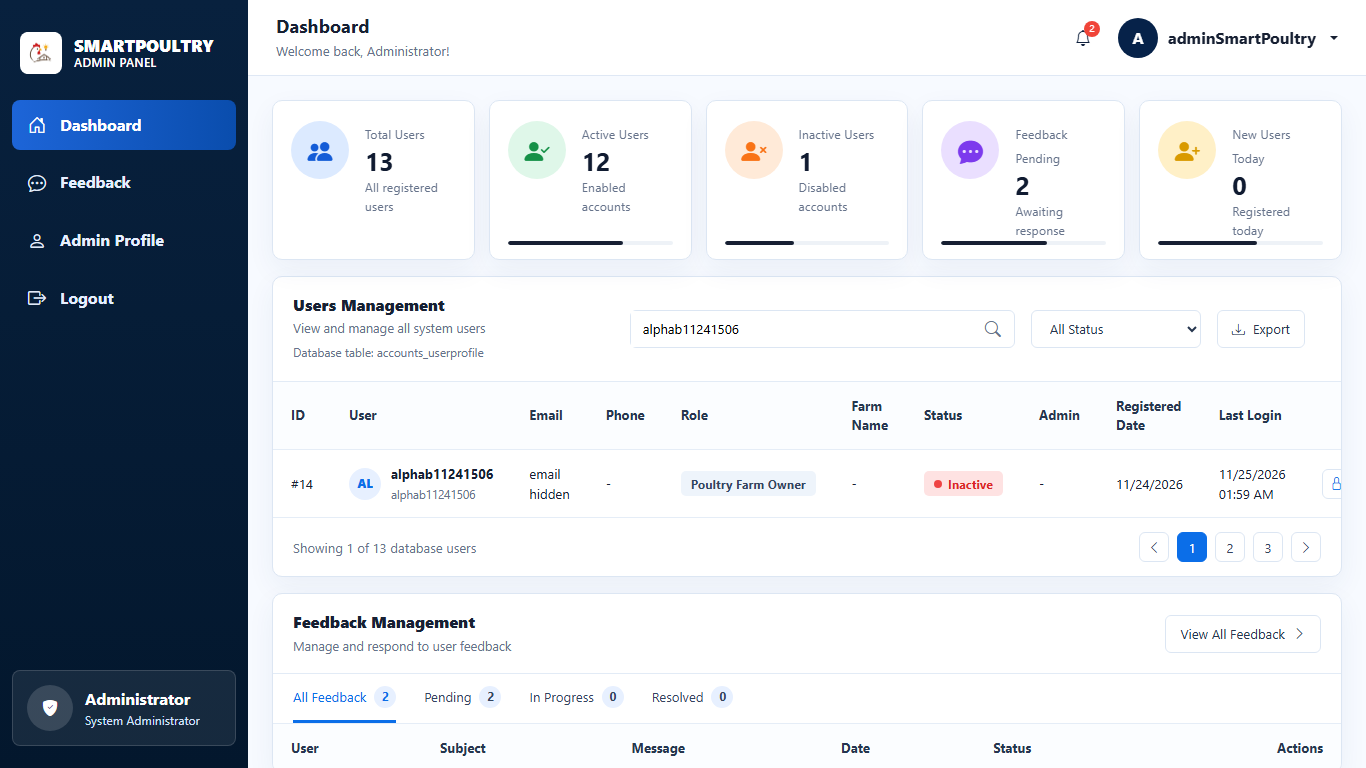 SMARTPOULTRY
ADMIN PANEL
Dashboard
Feedback
Admin Profile
Logout
Administrator
System Administrator
Dashboard
Welcome back, Administrator!
2
A
adminSmartPoultry
Total Users
13
All registered
users
Active Users
12
Enabled
accounts
Inactive Users
1
Disabled
accounts
Feedback
Pending
2
Awaiting
response
New Users
Today
0
Registered
today
Users Management
View and manage all system users
Database table: accounts_userprofile
alphab11241506
All Status
Export
ID User Email Phone Role Farm Name Status Admin Registered Date Last Login
#14 AL alphab11241506 alphab11241506 email hidden - Poultry Farm Owner - Inactive - 11/24/2026 11/25/2026 01:59 AM
Showing 1 of 13 database users
1 2 3
Feedback Management
Manage and respond to user feedback
View All Feedback
All Feedback 2 Pending 2 In Progress 0 Resolved 0
User Subject Message Date Status Actions